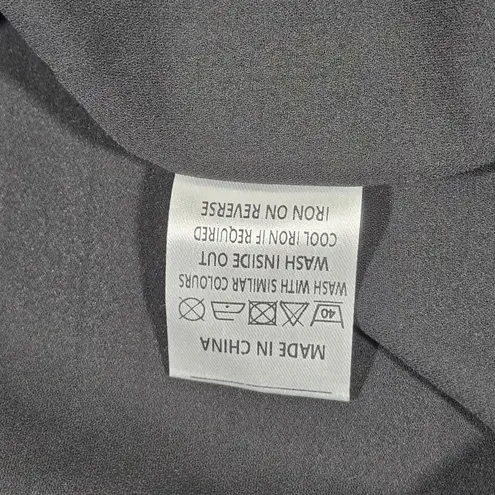 MADE IN CHINA
40
WASH WITH SIMILAR COLOURS
WASH INSIDE OUT
COOL IRON IF REQUIRED
IRON ON REVERSE